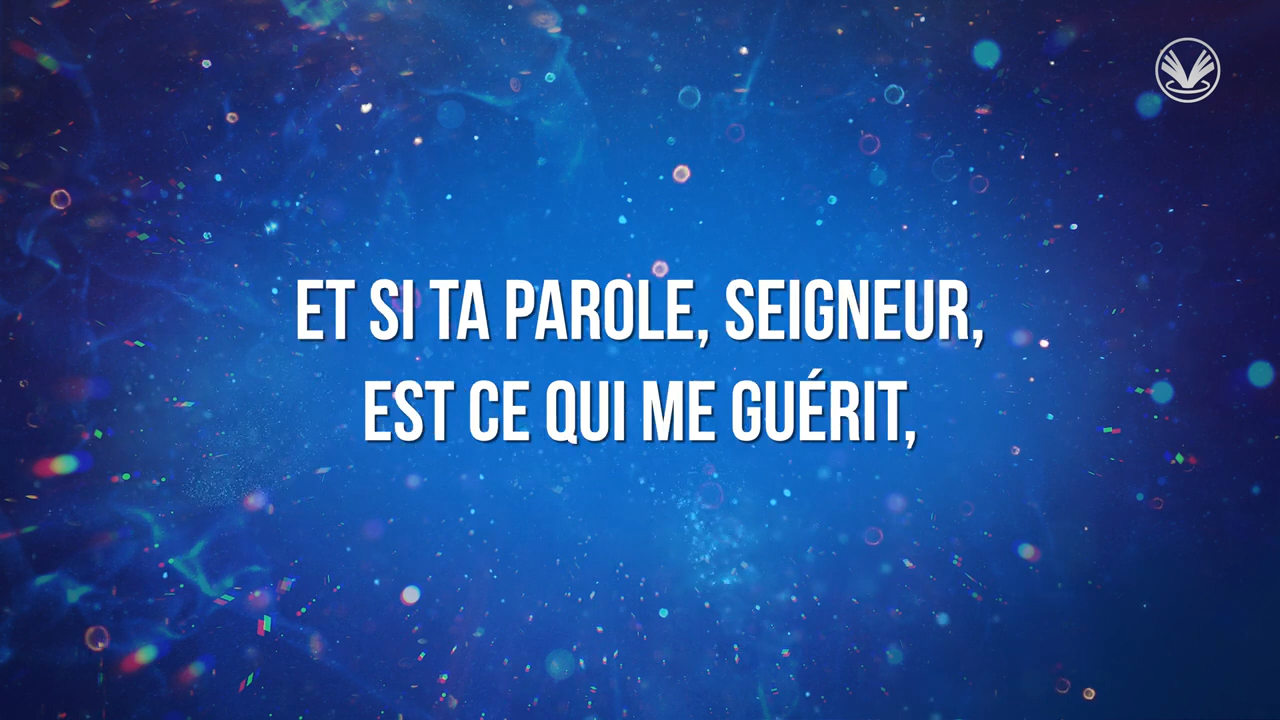 ET SI TA PAROLE, SEIGNEUR,
EST CE QUI ME GUÉRIT,